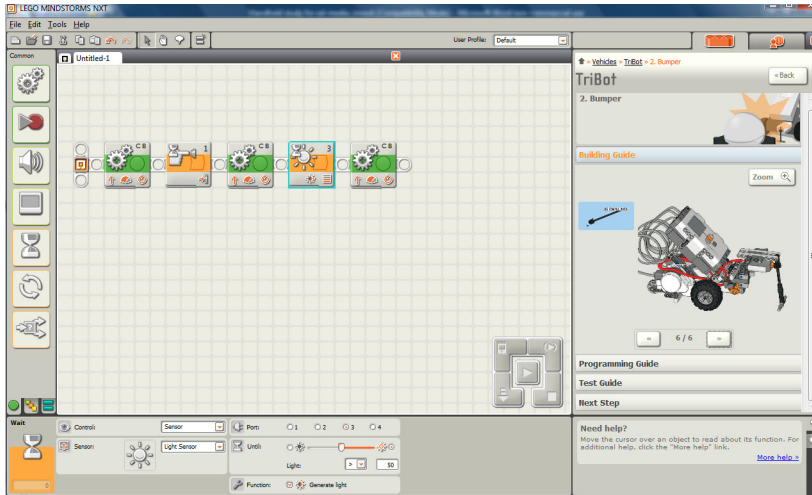 LEGO MINDSTORMS NXT
File Edit Tools Help
User Profile: Default
Common
Untitled-1
C B
1
C B
3
C B
» Vehicles » TriBot » 2. Bumper
TriBot
« Back
2. Bumper
Building Guide
Zoom
« 6 / 6 »
Programming Guide
Test Guide
Next Step
Wait
0
Control: Sensor
Sensor: Light Sensor
Port: 1 2 3 4
Until:
Light: > 50
Function: Generate light
Need help?
Move the cursor over an object to read about its function. For
additional help, click the "More help" link.
More help »